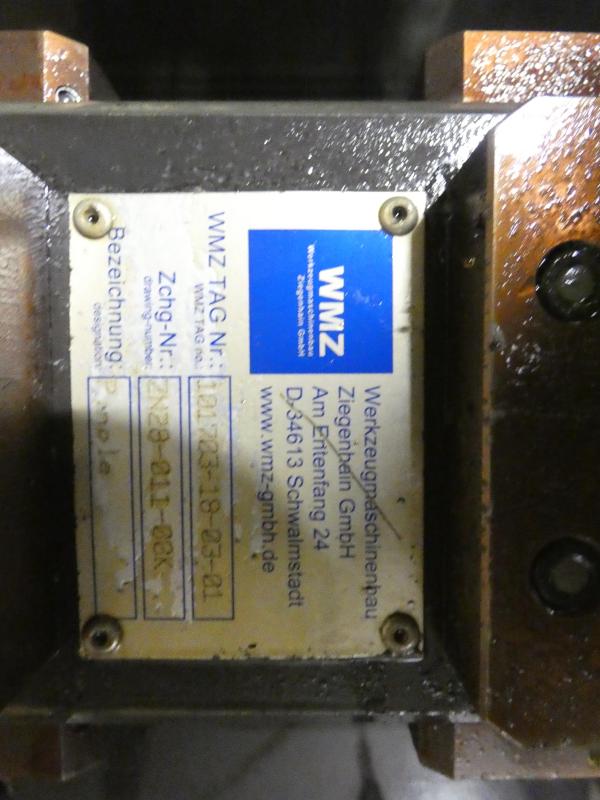 WMZ
Werkzeugmaschinenbau
Ziegenhain GmbH
Werkzeugmaschinenbau
Ziegenhain GmbH
Am Entenfang 24
D-34613 Schwalmstadt
www.wmz-gmbh.de
WMZ TAG Nr.:
WMZ TAG no.:
Zchg-Nr.:
drawing-number:
Bezeichnung:
designation: